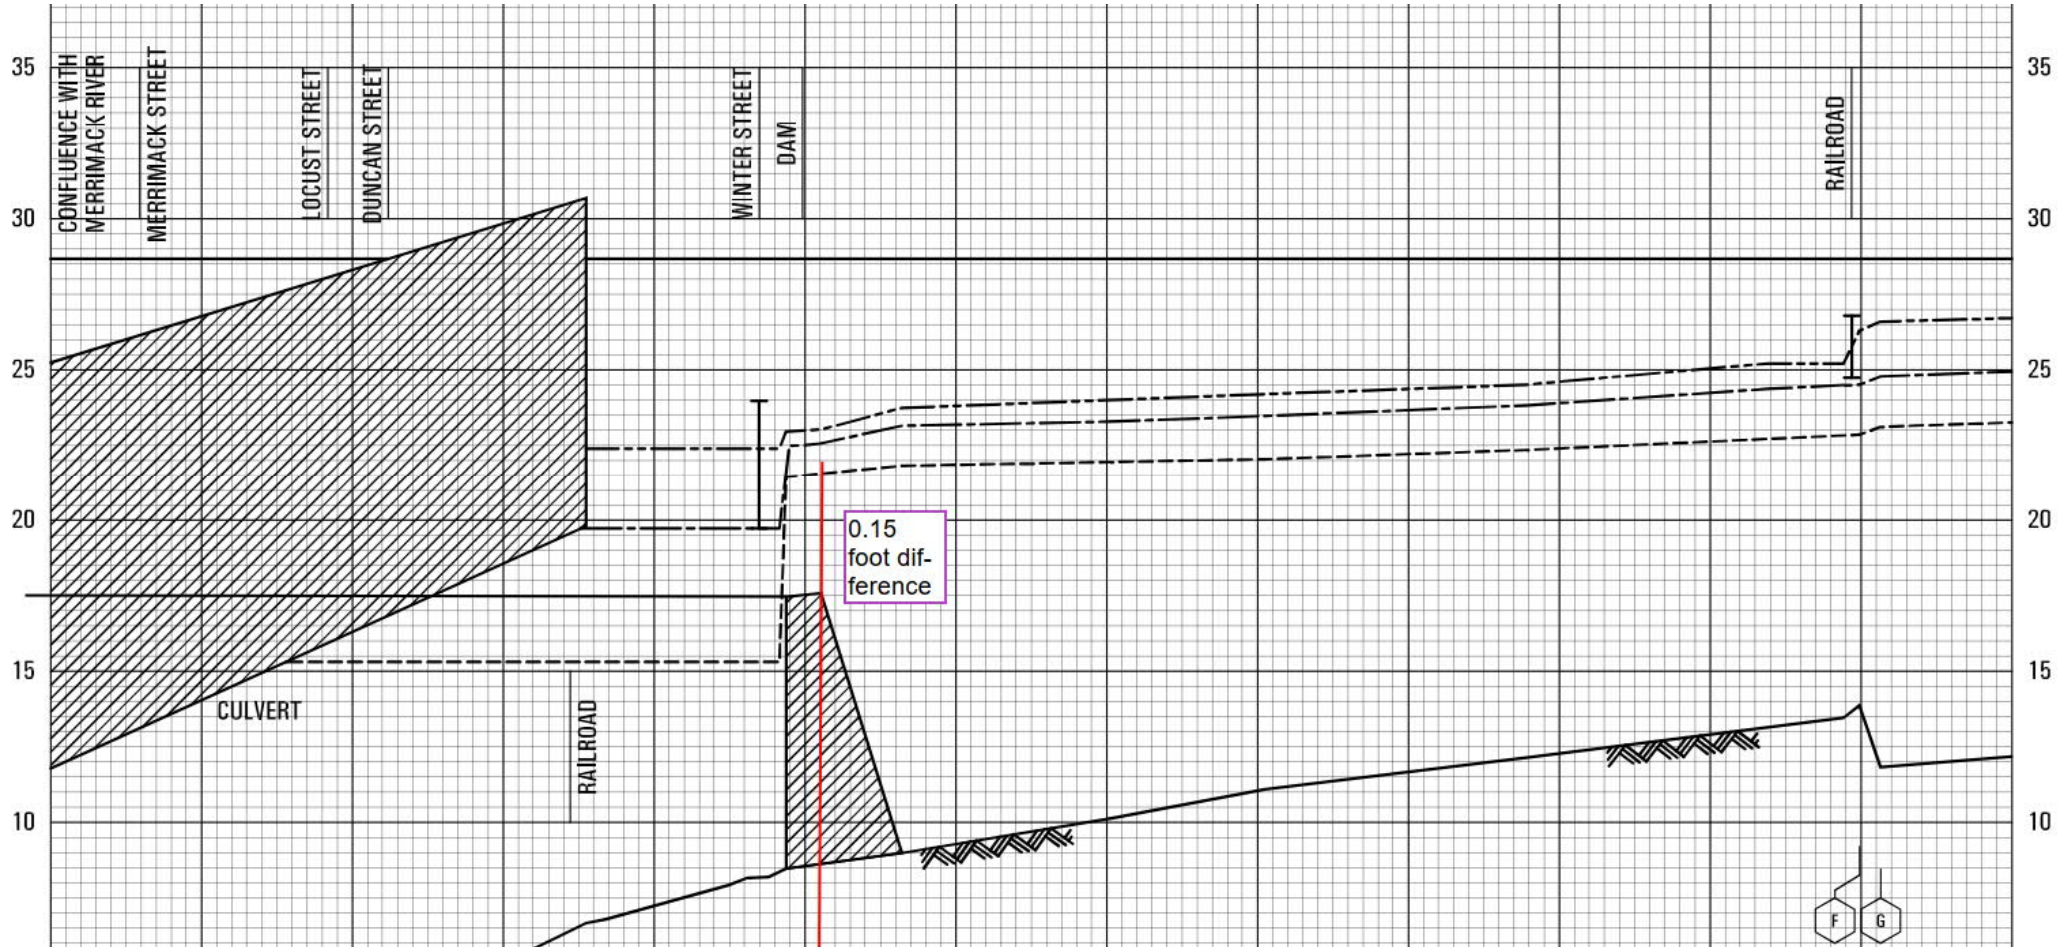 35
30
25
20
15
10
CONFLUENCE WITH
MERRIMACK RIVER
MERRIMACK STREET
LOCUST STREET
DUNCAN STREET
WINTER STREET
DAM
RAILROAD
35
30
25
20
15
10
0.15
foot dif-
ference
CULVERT
RAILROAD
F
G